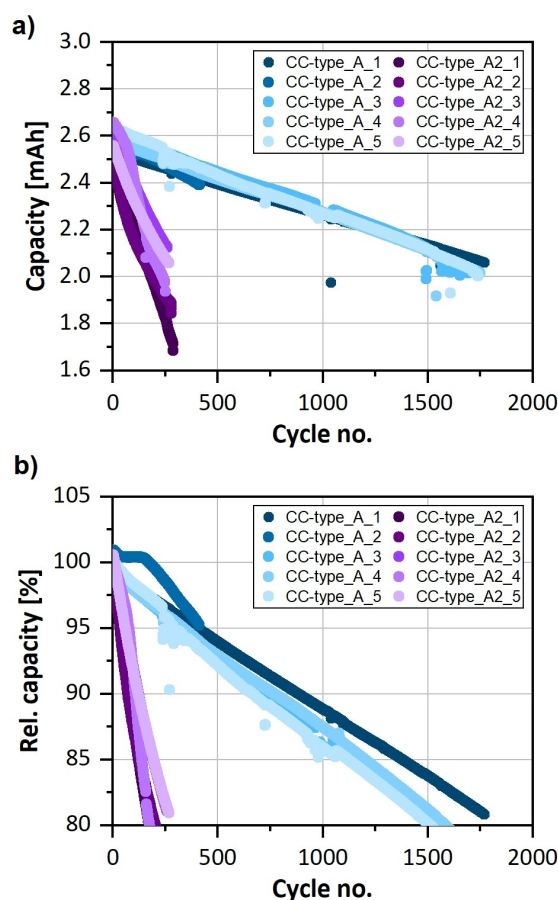 a)
3.0
2.8
2.6
2.4
2.2
2.0
1.8
1.6
Capacity [mAh]
CC-type_A_1 CC-type_A2_1
CC-type_A_2 CC-type_A2_2
CC-type_A_3 CC-type_A2_3
CC-type_A_4 CC-type_A2_4
CC-type_A_5 CC-type_A2_5
0 500 1000 1500 2000
Cycle no.
b)
105
100
95
90
85
80
Rel. capacity [%]
CC-type_A_1 CC-type_A2_1
CC-type_A_2 CC-type_A2_2
CC-type_A_3 CC-type_A2_3
CC-type_A_4 CC-type_A2_4
CC-type_A_5 CC-type_A2_5
0 500 1000 1500 2000
Cycle no.